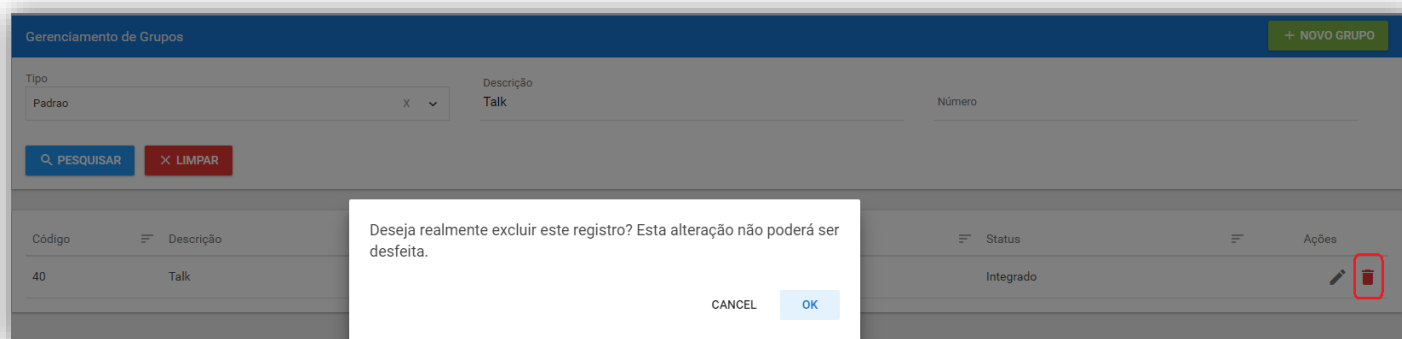 Gerenciamento de Grupos
+ NOVO GRUPO
Tipo
Padrao
X
Descrição
Talk
Número
PESQUISAR
LIMPAR
Deseja realmente excluir este registro? Esta alteração não poderá ser
desfeita.
CANCEL OK
Código Descrição Status Ações
40 Talk Integrado